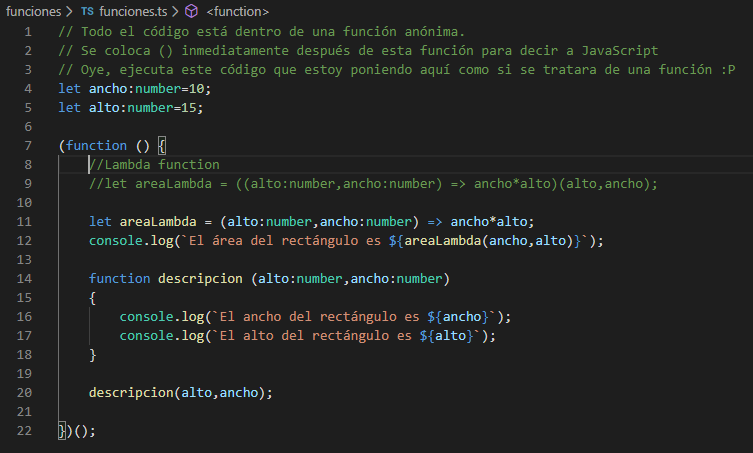 funciones > TS funciones.ts > <function>
1 // Todo el código está dentro de una función anónima.
2 // Se coloca () inmediatamente después de esta función para decir a JavaScript
3 // Oye, ejecuta este código que estoy poniendo aquí como si se tratara de una función :P
4 let ancho:number=10;
5 let alto:number=15;
6
7 (function () {
8     //Lambda function
9     //let areaLambda = ((alto:number,ancho:number) => ancho*alto)(alto,ancho);
10
11     let areaLambda = (alto:number,ancho:number) => ancho*alto;
12     console.log(`El área del rectángulo es ${areaLambda(ancho,alto)}`);
13
14     function descripcion (alto:number,ancho:number)
15     {
16         console.log(`El ancho del rectángulo es ${ancho}`);
17         console.log(`El alto del rectángulo es ${alto}`);
18     }
19
20     descripcion(alto,ancho);
21
22 })();